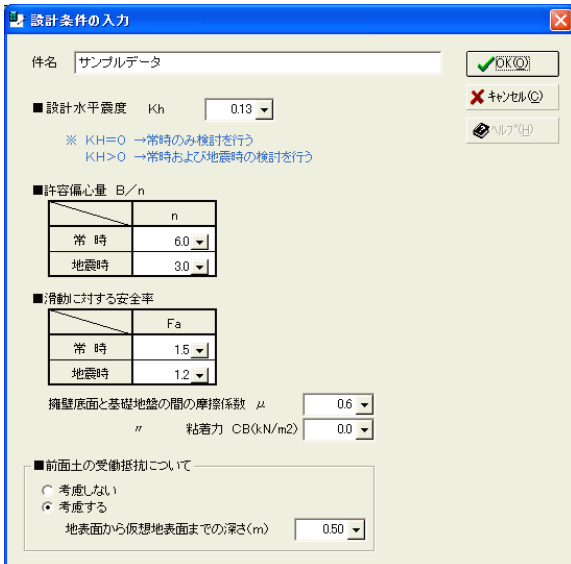 設計条件の入力
件名 サンプルデータ
OK(O)
キャンセル(C)
ヘルプ(H)
■設計水平震度 Kh 0.13
※ KH=0 →常時のみ検討を行う
KH>0 →常時および地震時の検討を行う
■許容偏心量 B/n
n
常 時 6.0
地震時 3.0
■滑動に対する安全率
Fa
常 時 1.5
地震時 1.2
擁壁底面と基礎地盤の間の摩擦係数 μ 0.6
〃 粘着力 CB(kN/m2) 0.0
■前面土の受働抵抗について
考慮しない
考慮する
地表面から仮想地表面までの深さ(m) 0.50